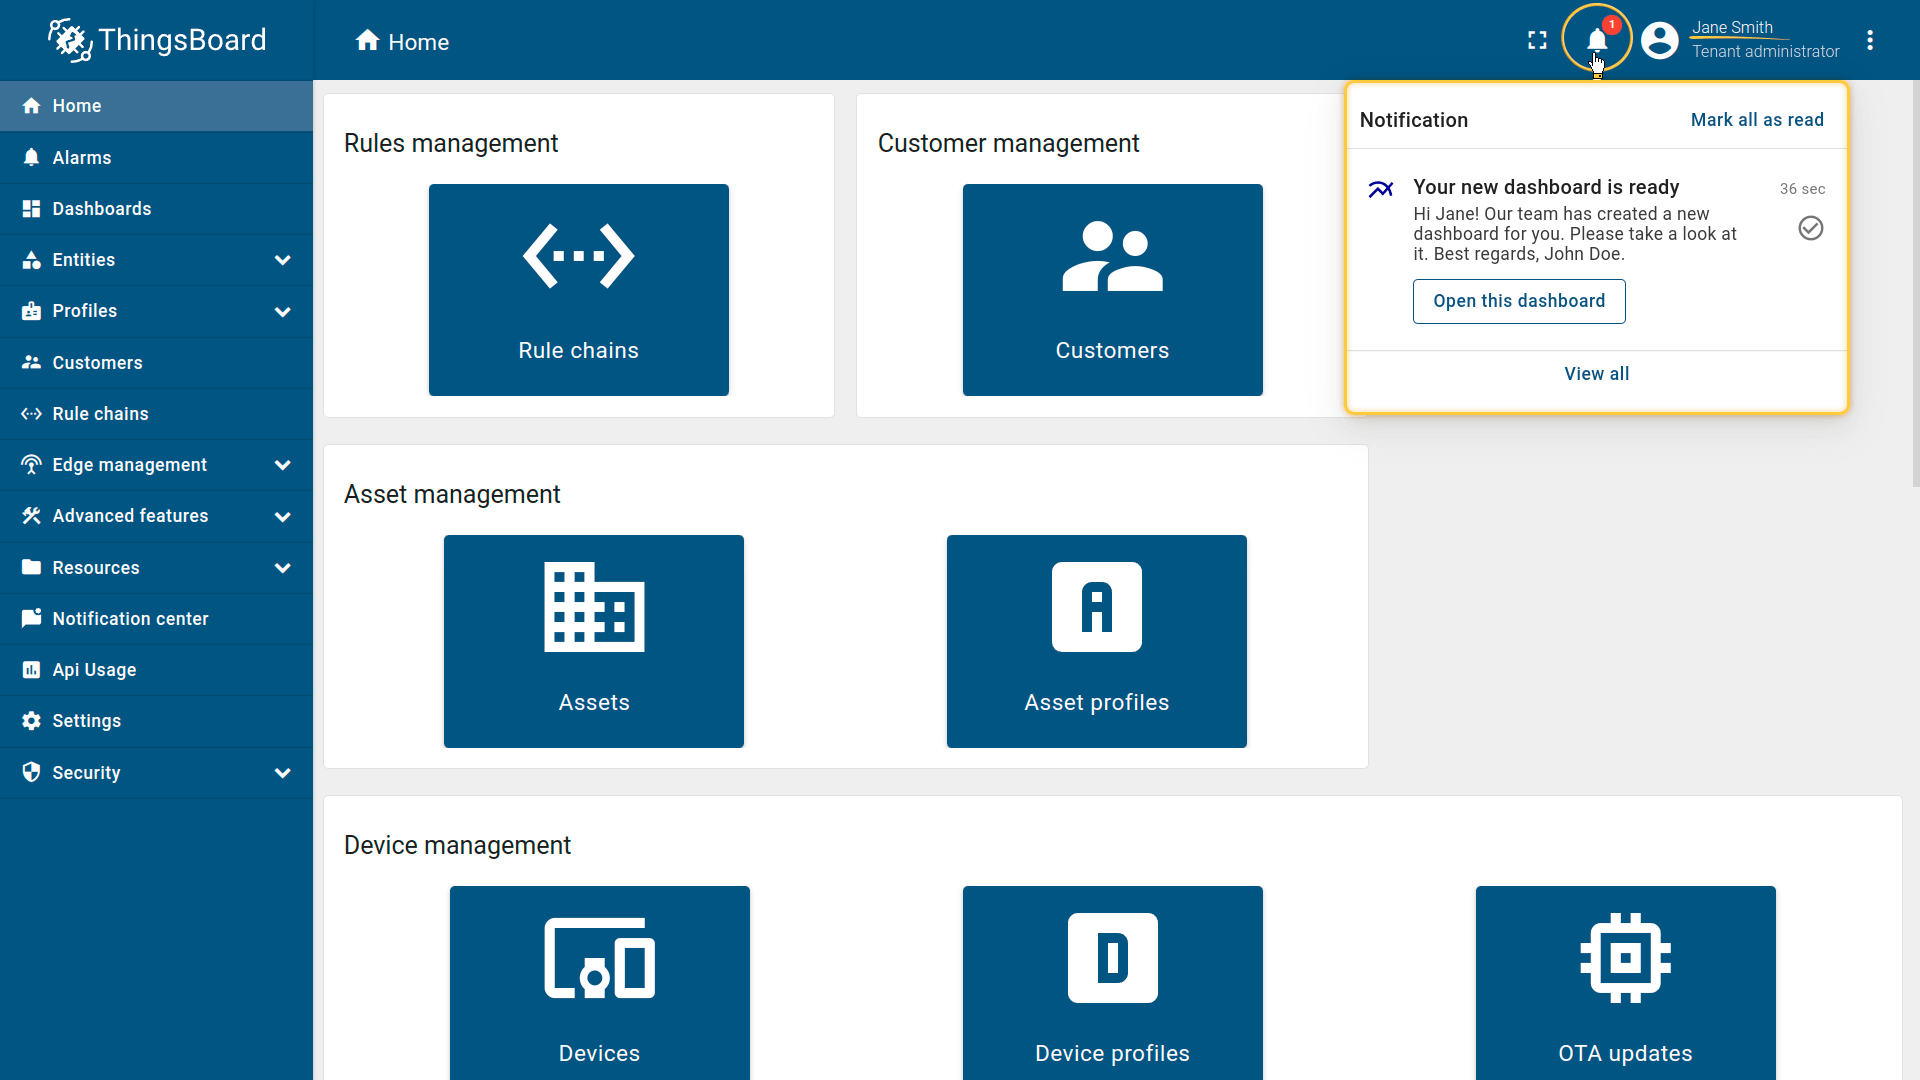 ThingsBoard
Home
1
Jane Smith
Tenant administrator
Home
Alarms
Dashboards
Entities
Profiles
Customers
Rule chains
Edge management
Advanced features
Resources
Notification center
Api Usage
Settings
Security
Rules management
Rule chains
Customer management
Customers
Notification
Mark all as read
Your new dashboard is ready
36 sec
Hi Jane! Our team has created a new
dashboard for you. Please take a look at
it. Best regards, John Doe.
Open this dashboard
View all
Asset management
Assets
A
Asset profiles
Device management
Devices
D
Device profiles
OTA updates